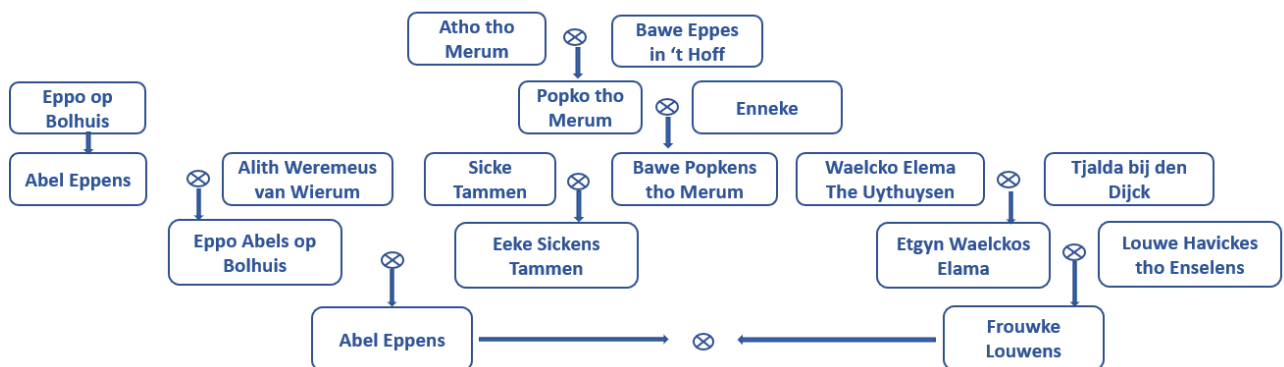 Atho tho
Merum
Bawe Eppes
in ‘t Hoff
Eppo op
Bolhuis
Popko tho
Merum
Enneke
Abel Eppens
Alith Weremeus
van Wierum
Sicke
Tammen
Bawe Popkens
tho Merum
Waelcko Elema
The Uythuysen
Tjalda bij den
Dijck
Eppo Abels op
Bolhuis
Eeke Sickens
Tammen
Etgyn Waelckos
Elama
Louwe Havickes
tho Enselens
Abel Eppens
Frouwke
Louwens